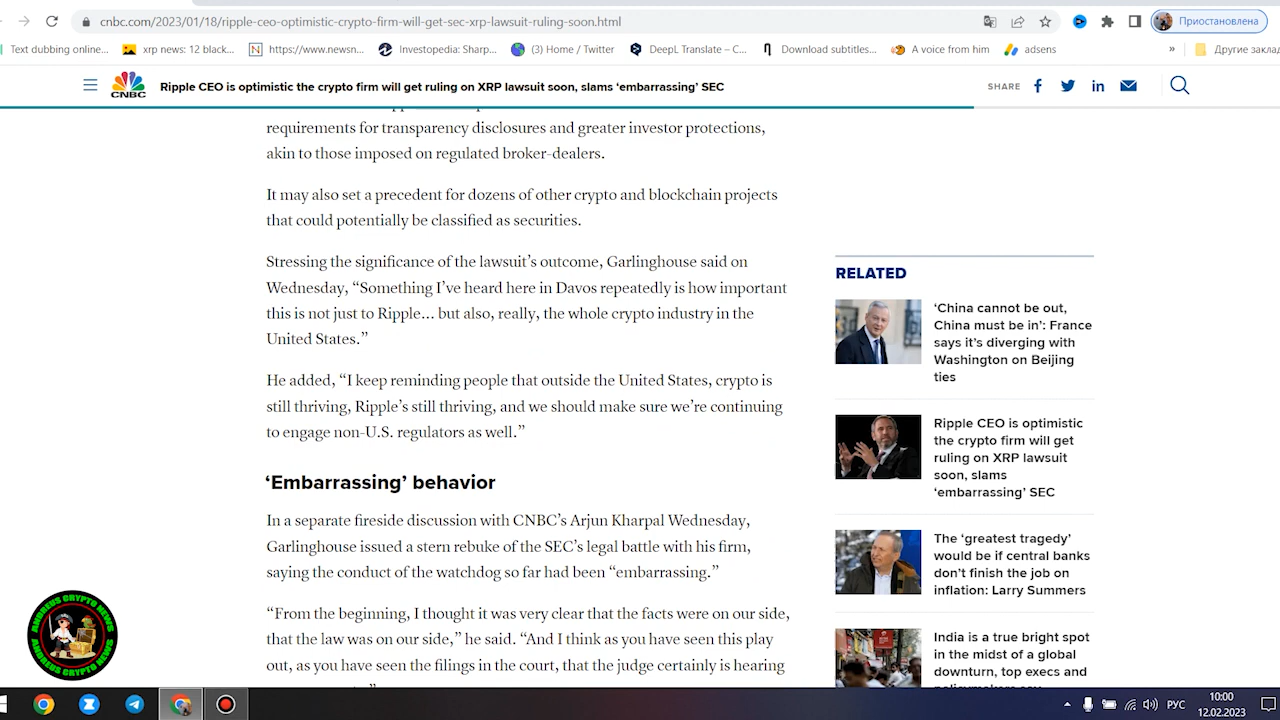 cnbc.com/2023/01/18/ripple-ceo-optimistic-crypto-firm-will-get-sec-xrp-lawsuit-ruling-soon.html
Приостановлена
Text dubbing online...
xrp news: 12 black...
https://www.newsn...
Investopedia: Sharp...
(3) Home / Twitter
DeepL Translate – C...
Download subtitles...
A voice from him
adsens
»
Другие закла
CNBC
Ripple CEO is optimistic the crypto firm will get ruling on XRP lawsuit soon, slams ‘embarrassing’ SEC
SHARE
requirements for transparency disclosures and greater investor protections,
akin to those imposed on regulated broker-dealers.
It may also set a precedent for dozens of other crypto and blockchain projects
that could potentially be classified as securities.
Stressing the significance of the lawsuit’s outcome, Garlinghouse said on
Wednesday, “Something I’ve heard here in Davos repeatedly is how important
this is not just to Ripple… but also, really, the whole crypto industry in the
United States.”
He added, “I keep reminding people that outside the United States, crypto is
still thriving, Ripple’s still thriving, and we should make sure we’re continuing
to engage non-U.S. regulators as well.”
‘Embarrassing’ behavior
In a separate fireside discussion with CNBC’s Arjun Kharpal Wednesday,
Garlinghouse issued a stern rebuke of the SEC’s legal battle with his firm,
saying the conduct of the watchdog so far had been “embarrassing.”
“From the beginning, I thought it was very clear that the facts were on our side,
that the law was on our side,” he said. “And I think as you have seen this play
out, as you have seen the filings in the court, that the judge certainly is hearing
RELATED
‘China cannot be out,
China must be in’: France
says it’s diverging with
Washington on Beijing
ties
Ripple CEO is optimistic
the crypto firm will get
ruling on XRP lawsuit
soon, slams
‘embarrassing’ SEC
The ‘greatest tragedy’
would be if central banks
don’t finish the job on
inflation: Larry Summers
India is a true bright spot
in the midst of a global
downturn, top execs and
ANDREUS CRYPTO NEWS
ANDREUS CRYPTO NEWS
РУС
10:00
12.02.2023